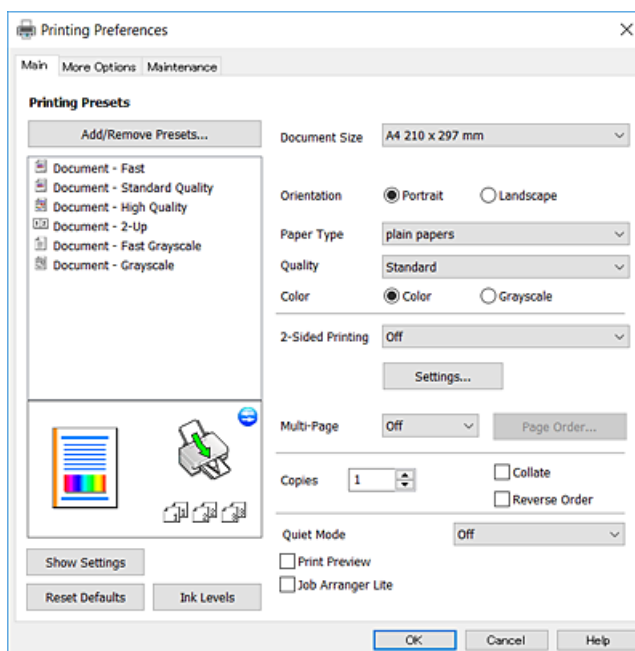 Printing Preferences
Main More Options Maintenance
Printing Presets
Add/Remove Presets...
Document - Fast
Document - Standard Quality
Document - High Quality
Document - 2-Up
Document - Fast Grayscale
Document - Grayscale
Show Settings
Reset Defaults Ink Levels
Document Size A4 210 x 297 mm
Orientation Portrait Landscape
Paper Type plain papers
Quality Standard
Color Color Grayscale
2-Sided Printing Off
Settings...
Multi-Page Off Page Order...
Copies 1 Collate
Reverse Order
Quiet Mode Off
Print Preview
Job Arranger Lite
OK Cancel Help